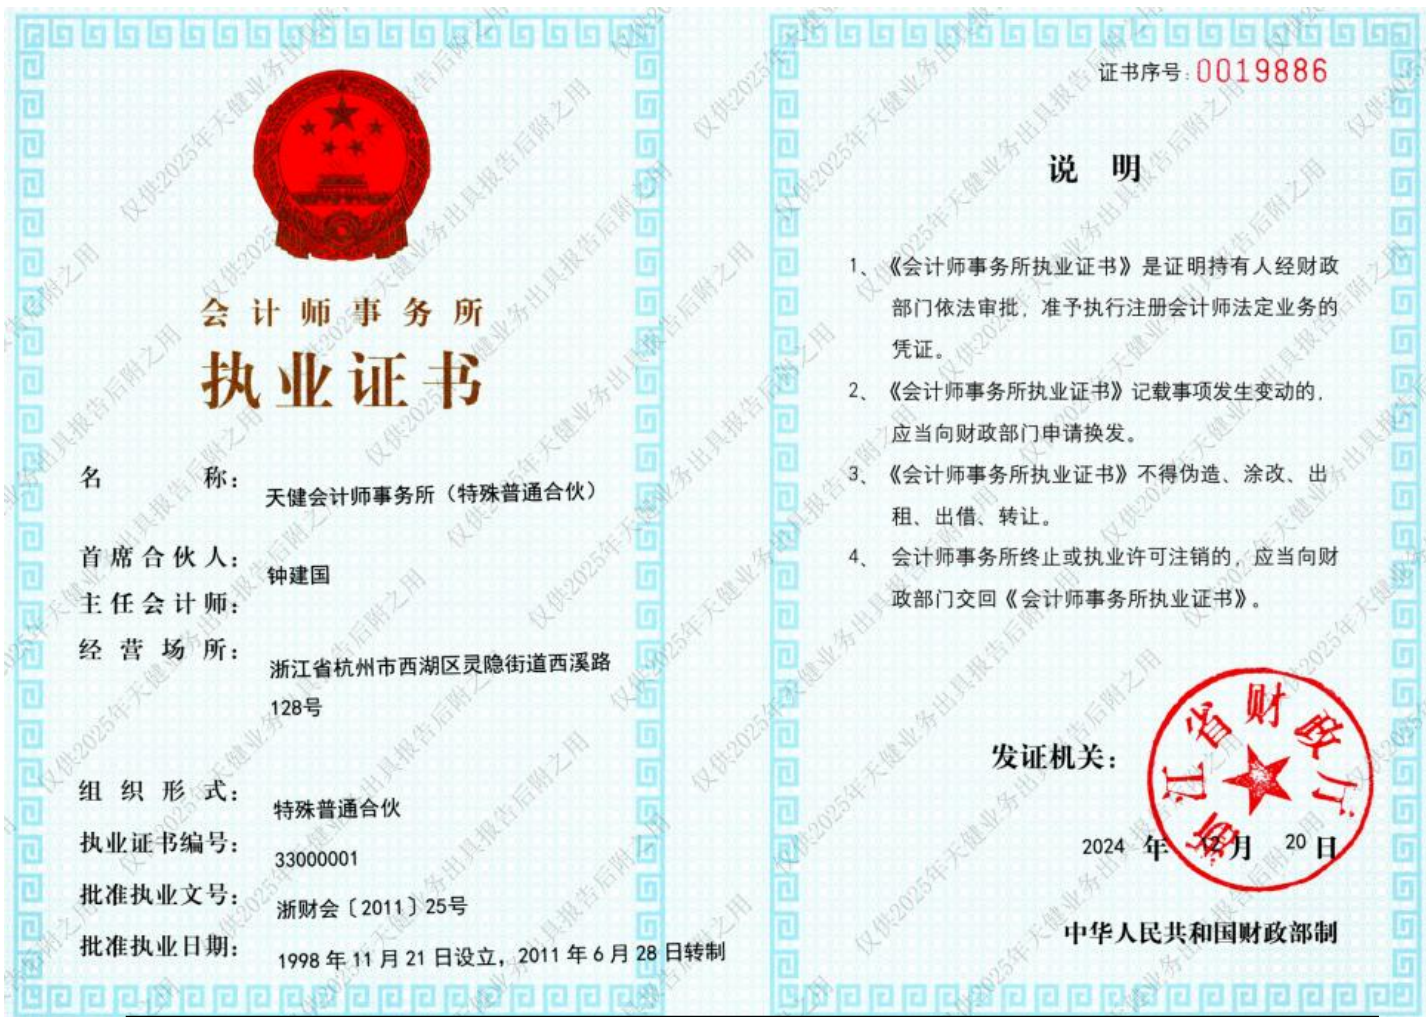 会计师事务所
执业证书
名称：天健会计师事务所（特殊普通合伙）
首席合伙人：钟建国
主任会计师：
经营场所：浙江省杭州市西湖区灵隐街道西溪路
128号
组织形式：特殊普通合伙
执业证书编号：33000001
批准执业文号：浙财会〔2011〕25号
批准执业日期：1998年11月21日设立，2011年6月28日转制
证书序号：0019886
说明
1、《会计师事务所执业证书》是证明持有人经财政
部门依法审批，准予执行注册会计师法定业务的
凭证。
2、《会计师事务所执业证书》记载事项发生变动的，
应当向财政部门申请换发。
3、《会计师事务所执业证书》不得伪造、涂改、出
租、出借、转让。
4、会计师事务所终止或执业许可注销的，应当向财
政部门交回《会计师事务所执业证书》。
发证机关：
浙江省财政厅
2024年 月20日
中华人民共和国财政部制
仅供2025年天健业务出具报告后附之用